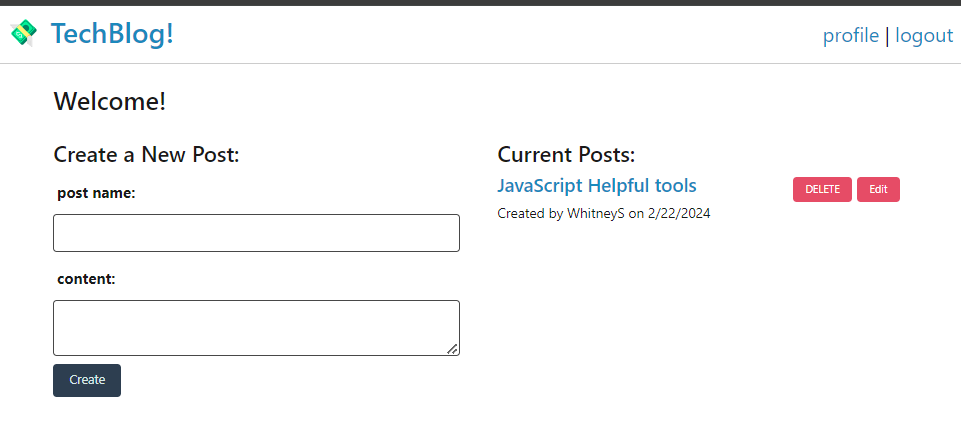 TechBlog!
profile | logout
Welcome!
Create a New Post:
post name:
content:
Create
Current Posts:
JavaScript Helpful tools
DELETE Edit
Created by WhitneyS on 2/22/2024